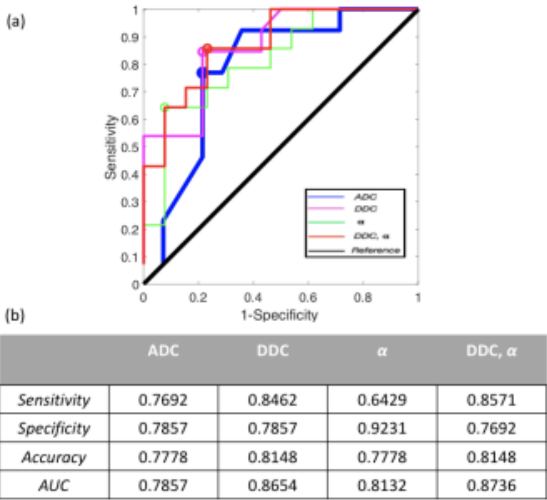 (a)
1
0.9
0.8
0.7
0.6
0.5
0.4
0.3
0.2
0.1
0
Sensitivity
ADC
DDC
α
DDC, α
Reference
0 0.2 0.4 0.6 0.8 1
1-Specificity
(b)
ADC DDC α DDC, α
Sensitivity 0.7692 0.8462 0.6429 0.8571
Specificity 0.7857 0.7857 0.9231 0.7692
Accuracy 0.7778 0.8148 0.7778 0.8148
AUC 0.7857 0.8654 0.8132 0.8736